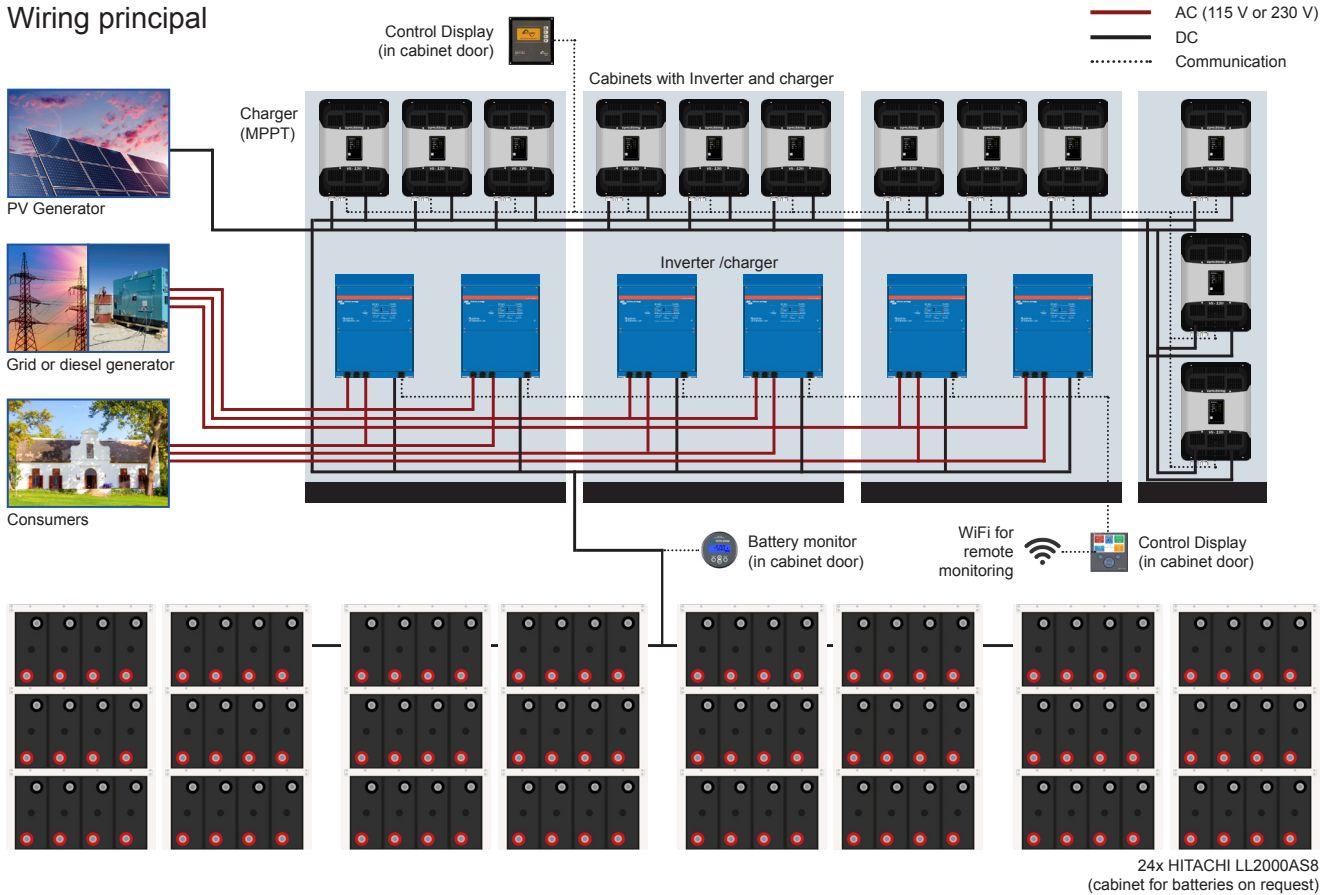 Wiring principal
Control Display
(in cabinet door)
AC (115 V or 230 V)
DC
Communication
Cabinets with Inverter and charger
Charger
(MPPT)
PV Generator
Inverter /charger
Grid or diesel generator
Consumers
Battery monitor
(in cabinet door)
WiFi for
remote
monitoring
Control Display
(in cabinet door)
24x HITACHI LL2000AS8
(cabinet for batteries on request)